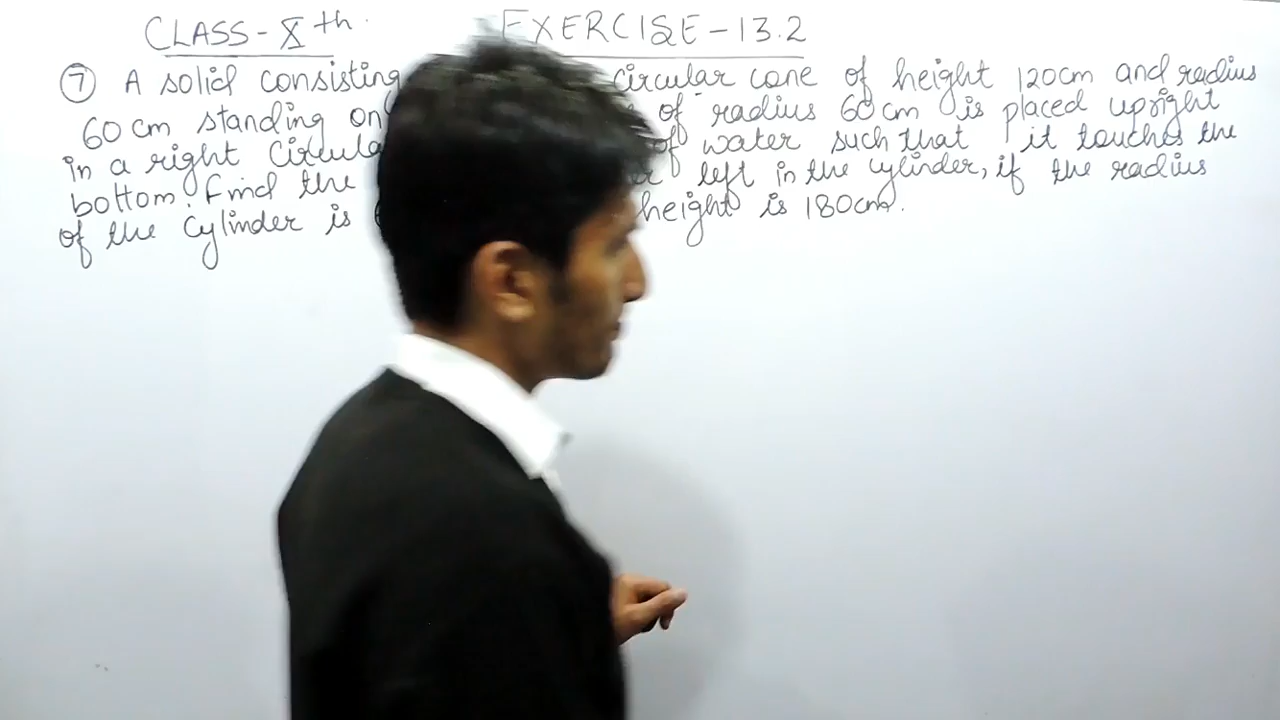 CLASS-Xth. EXERCISE-13.2
7 A solid consisting circular cone of height 120cm and radius
60 cm standing on of radius 60 cm is placed upright
in a right of water such that it touches the
bottom. Find the left in the cylinder, if the radius
of the cylinder is height is 180cm.